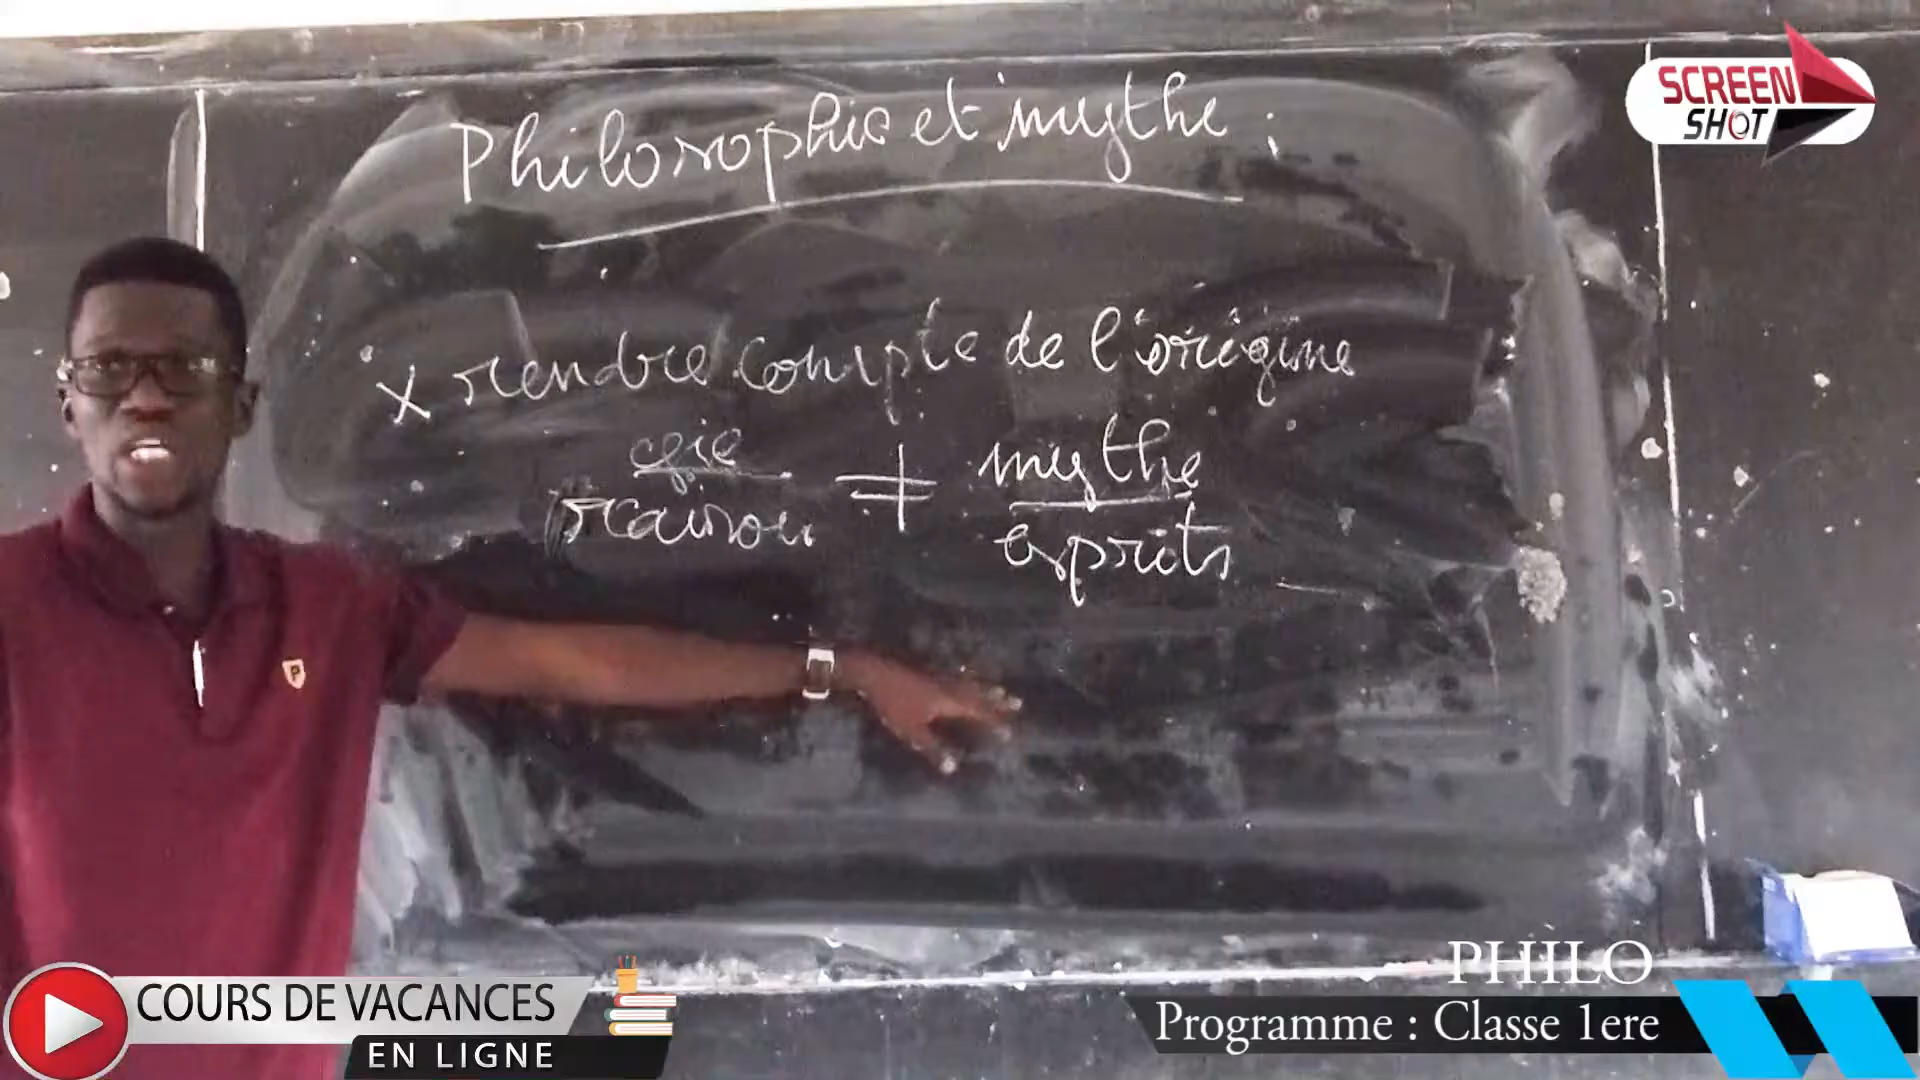 Philosophie et mythe :
SCREEN
SHOT
x rendre compte de l'origine
mythe
raison ≠
esprits
PHILO
COURS DE VACANCES
Programme : Classe 1ere
EN LIGNE